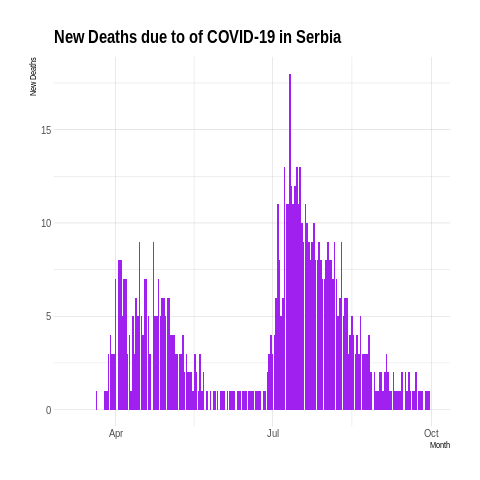 New Deaths due to of COVID-19 in Serbia
New Deaths
15
10
5
0
Apr
Jul
Oct
Month